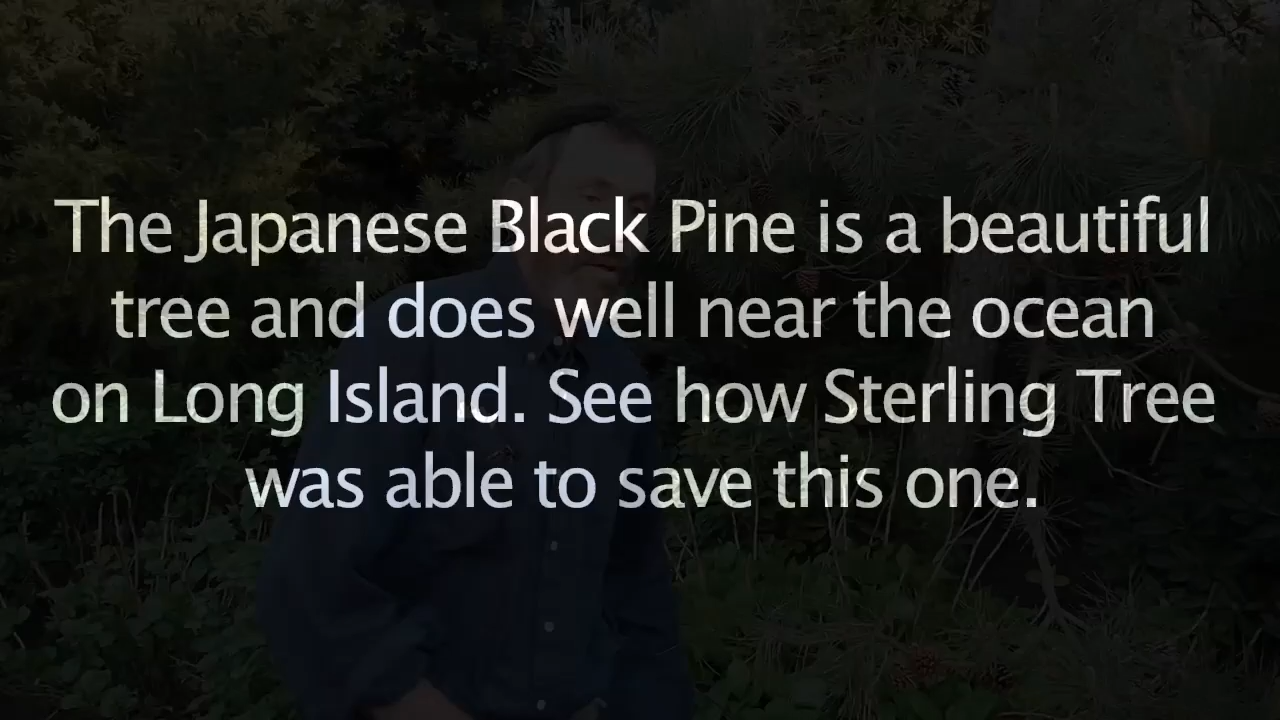 The Japanese Black Pine is a beautiful
tree and does well near the ocean
on Long Island. See how Sterling Tree
was able to save this one.